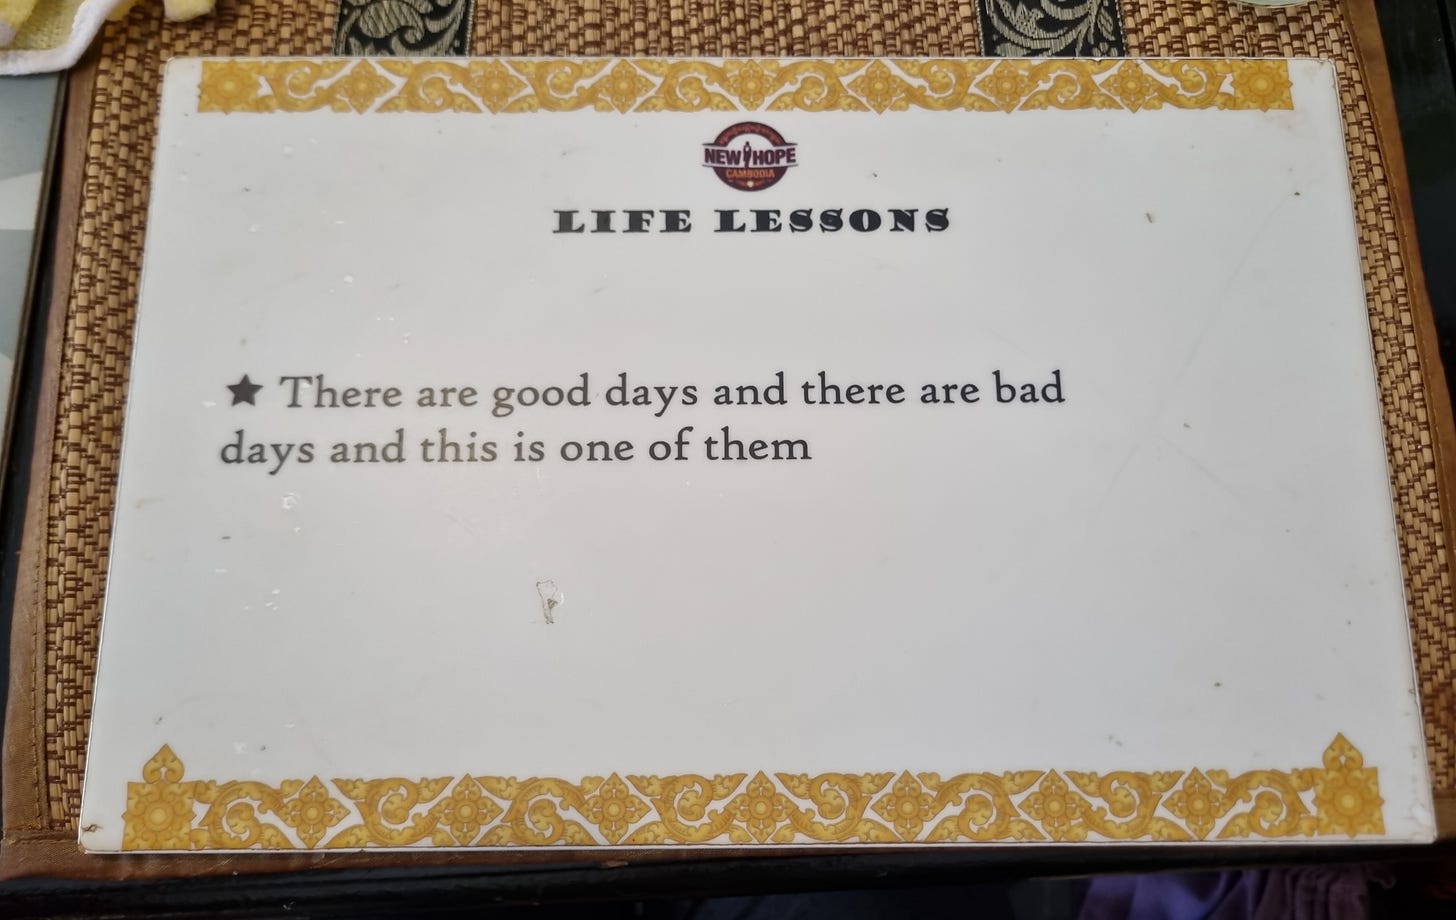 NEW HOPE
CAMBODIA
LIFE LESSONS
★ There are good days and there are bad
days and this is one of them